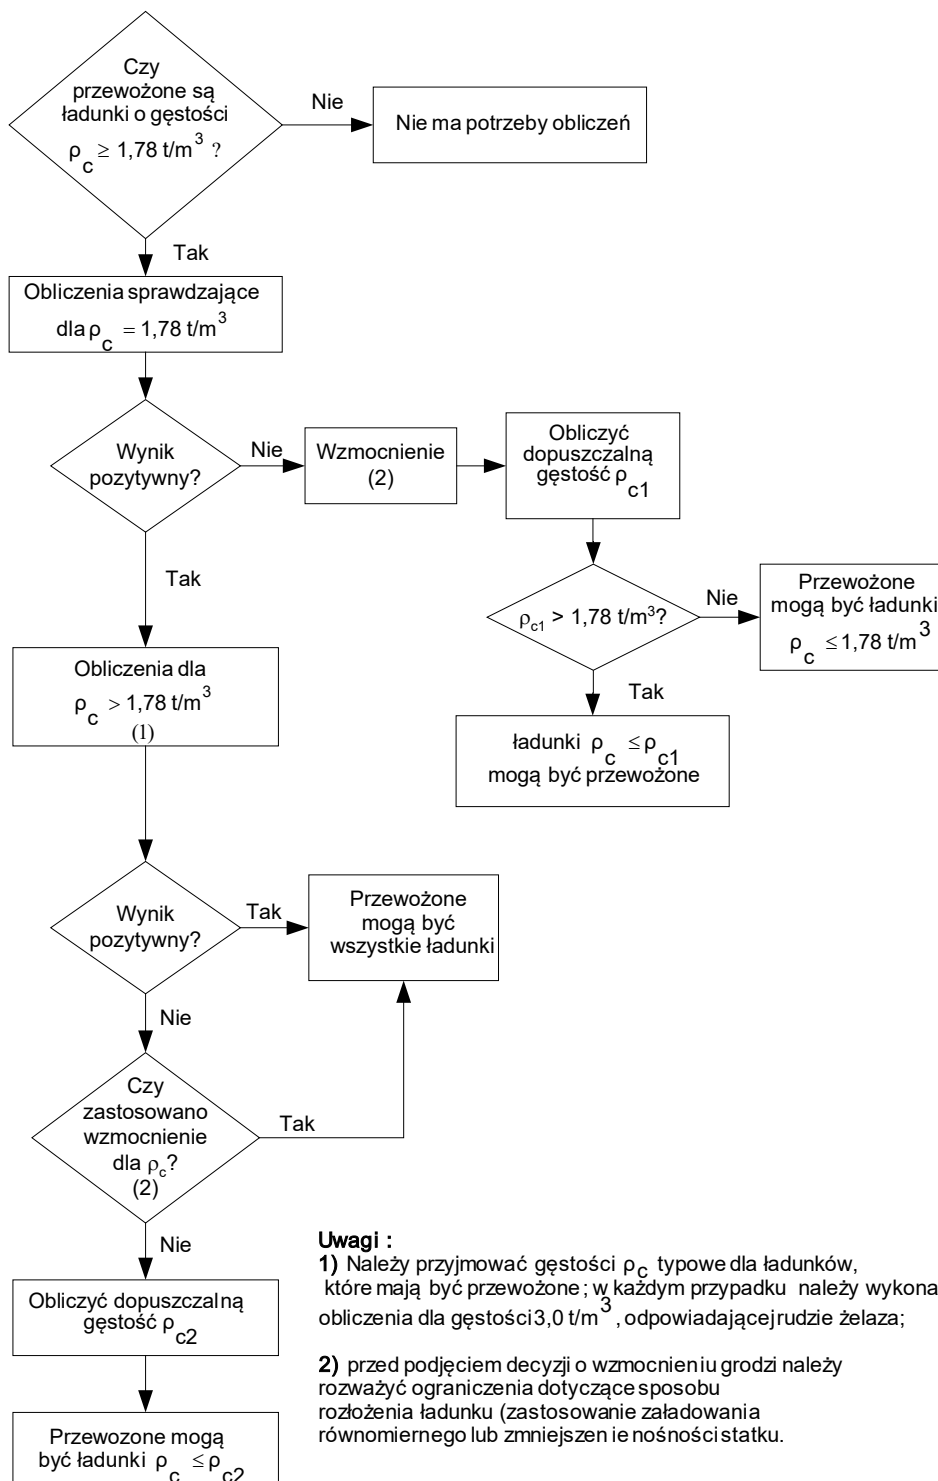 Czy
przewożone są
ładunki o gęstości
ρc ≥ 1,78 t/m³ ?
Nie
Nie ma potrzeby obliczeń
Tak
Obliczenia sprawdzające
dla ρc = 1,78 t/m³
Wynik
pozytywny?
Nie
Wzmocnienie
(2)
Obliczyć
dopuszczalną
gęstość ρc1
Tak
ρc1 > 1,78 t/m³?
Nie
Przewożone
mogą być ładunki
ρc ≤ 1,78 t/m³
Tak
ładunki ρc ≤ ρc1
mogą być przewożone
Obliczenia dla
ρc > 1,78 t/m³
(1)
Wynik
pozytywny?
Tak
Przewożone
mogą być
wszystkie ładunki
Nie
Czy
zastosowano
wzmocnienie
dla ρc?
(2)
Tak
Nie
Obliczyć dopuszczalną
gęstość ρc2
Przewozone mogą
być ładunki ρc ≤ ρc2
Uwagi :
1) Należy przyjmować gęstości ρc typowe dla ładunków,
które mają być przewożone; w każdym przypadku należy wykona
obliczenia dla gęstości 3,0 t/m³ , odpowiadającej rudzie żelaza;
2) przed podjęciem decyzji o wzmocnieniu grodzi należy
rozważyć ograniczenia dotyczące sposobu
rozłożenia ładunku (zastosowanie załadowania
równomiernego lub zmniejszen ie nośności statku.